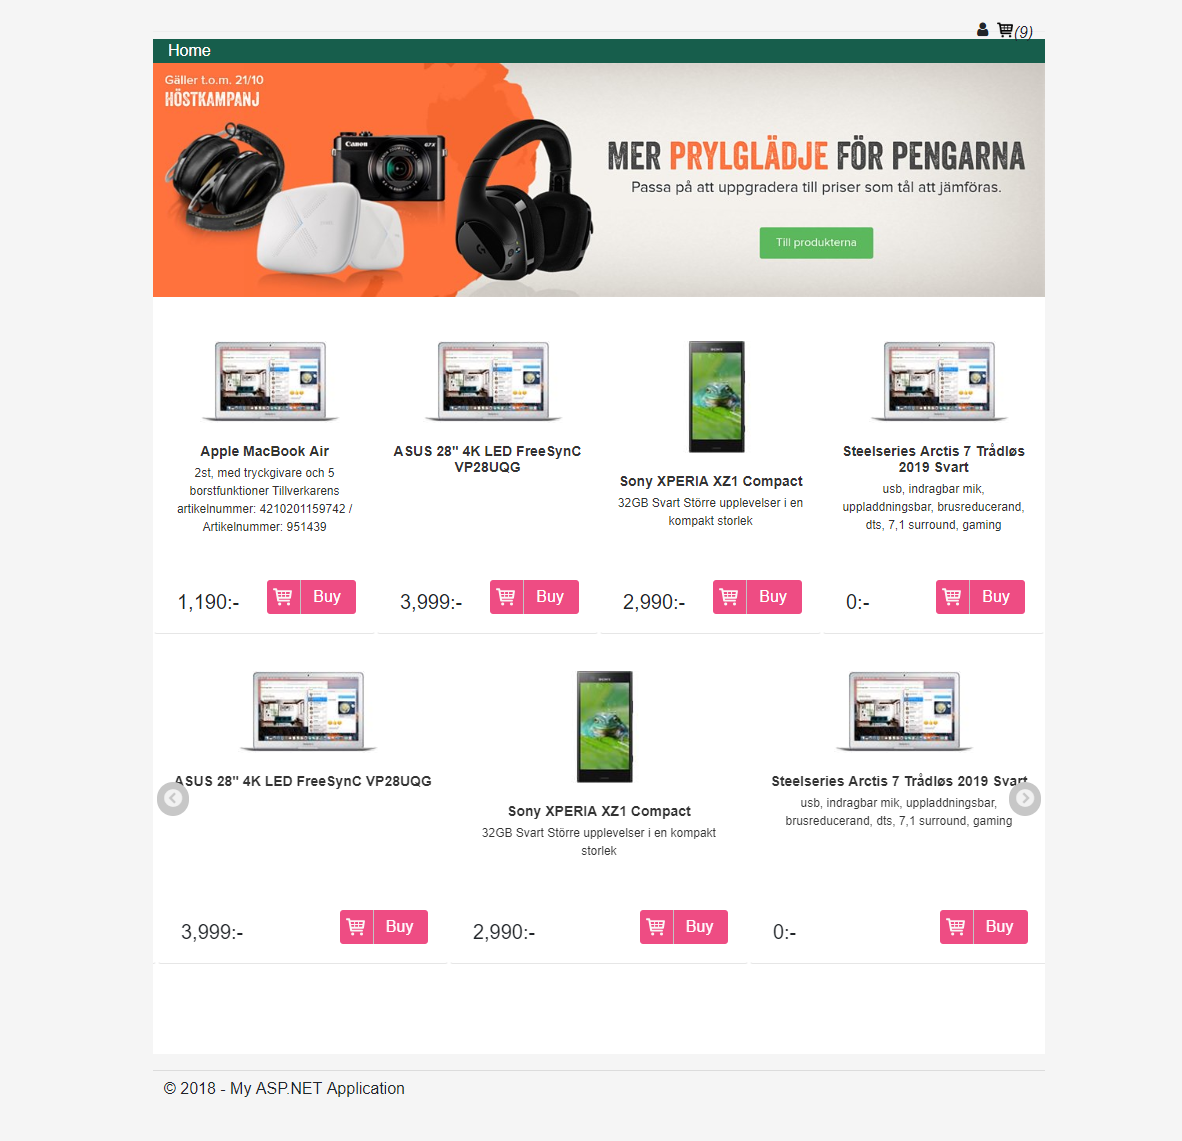 (9)
Home
Gäller t.o.m. 21/10
HÖSTKAMPANJ
Canon
G7X
MER PRYLGLÄDJE FÖR PENGARNA
Passa på att uppgradera till priser som tål att jämföras.
Till produkterna
SONY
Apple MacBook Air
2st, med tryckgivare och 5
borstfunktioner Tillverkarens
artikelnummer: 4210201159742 /
Artikelnummer: 951439
ASUS 28" 4K LED FreeSynC
VP28UQG
Sony XPERIA XZ1 Compact
32GB Svart Större upplevelser i en
kompakt storlek
Steelseries Arctis 7 Trådløs
2019 Svart
usb, indragbar mik,
uppladdningsbar, brusreducerand,
dts, 7,1 surround, gaming
1,190:-
Buy
3,999:-
Buy
2,990:-
Buy
0:-
Buy
SONY
ASUS 28" 4K LED FreeSynC VP28UQG
Sony XPERIA XZ1 Compact
32GB Svart Större upplevelser i en kompakt
storlek
Steelseries Arctis 7 Trådløs 2019 Svart
usb, indragbar mik, uppladdningsbar,
brusreducerand, dts, 7,1 surround, gaming
3,999:-
Buy
2,990:-
Buy
0:-
Buy
© 2018 - My ASP.NET Application